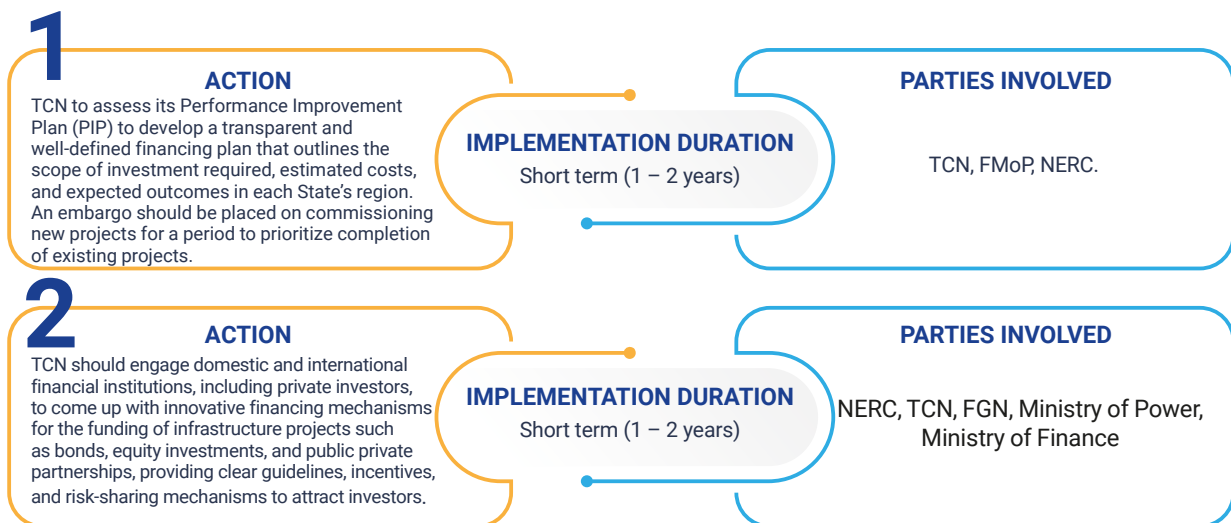 1
ACTION
TCN to assess its Performance Improvement
Plan (PIP) to develop a transparent and
well-defined financing plan that outlines the
scope of investment required, estimated costs,
and expected outcomes in each State's region.
An embargo should be placed on commissioning
new projects for a period to prioritize completion
of existing projects.
IMPLEMENTATION DURATION
Short term (1 – 2 years)
PARTIES INVOLVED
TCN, FMoP, NERC.
2
ACTION
TCN should engage domestic and international
financial institutions, including private investors,
to come up with innovative financing mechanisms
for the funding of infrastructure projects such
as bonds, equity investments, and public private
partnerships, providing clear guidelines, incentives,
and risk-sharing mechanisms to attract investors.
IMPLEMENTATION DURATION
Short term (1 – 2 years)
PARTIES INVOLVED
NERC, TCN, FGN, Ministry of Power,
Ministry of Finance